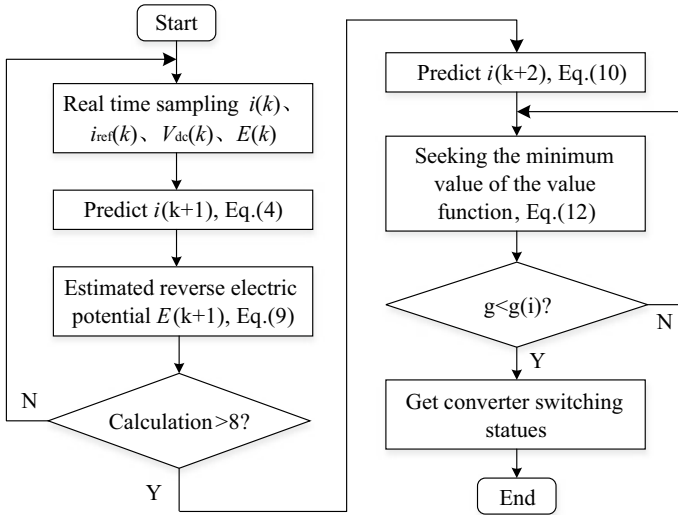 Start
Real time sampling i(k)、
iref(k)、Vdc(k)、E(k)
Predict i(k+1), Eq.(4)
Estimated reverse electric
potential E(k+1), Eq.(9)
Calculation>8?
N
Y
Predict i(k+2), Eq.(10)
Seeking the minimum
value of the value
function, Eq.(12)
g<g(i)?
N
Y
Get converter switching
statues
End